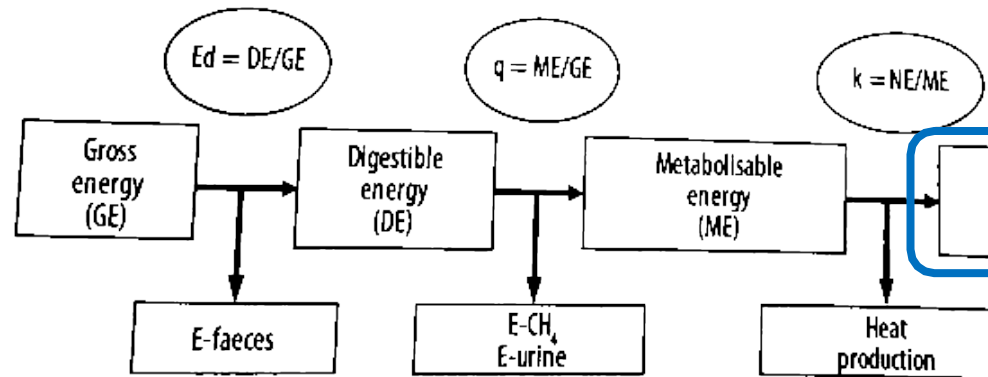 Ed = DE/GE
q = ME/GE
k = NE/ME
Gross
energy
(GE)
Digestible
energy
(DE)
Metabolisable
energy
(ME)
E-faeces
E-CH₄
E-urine
Heat
production